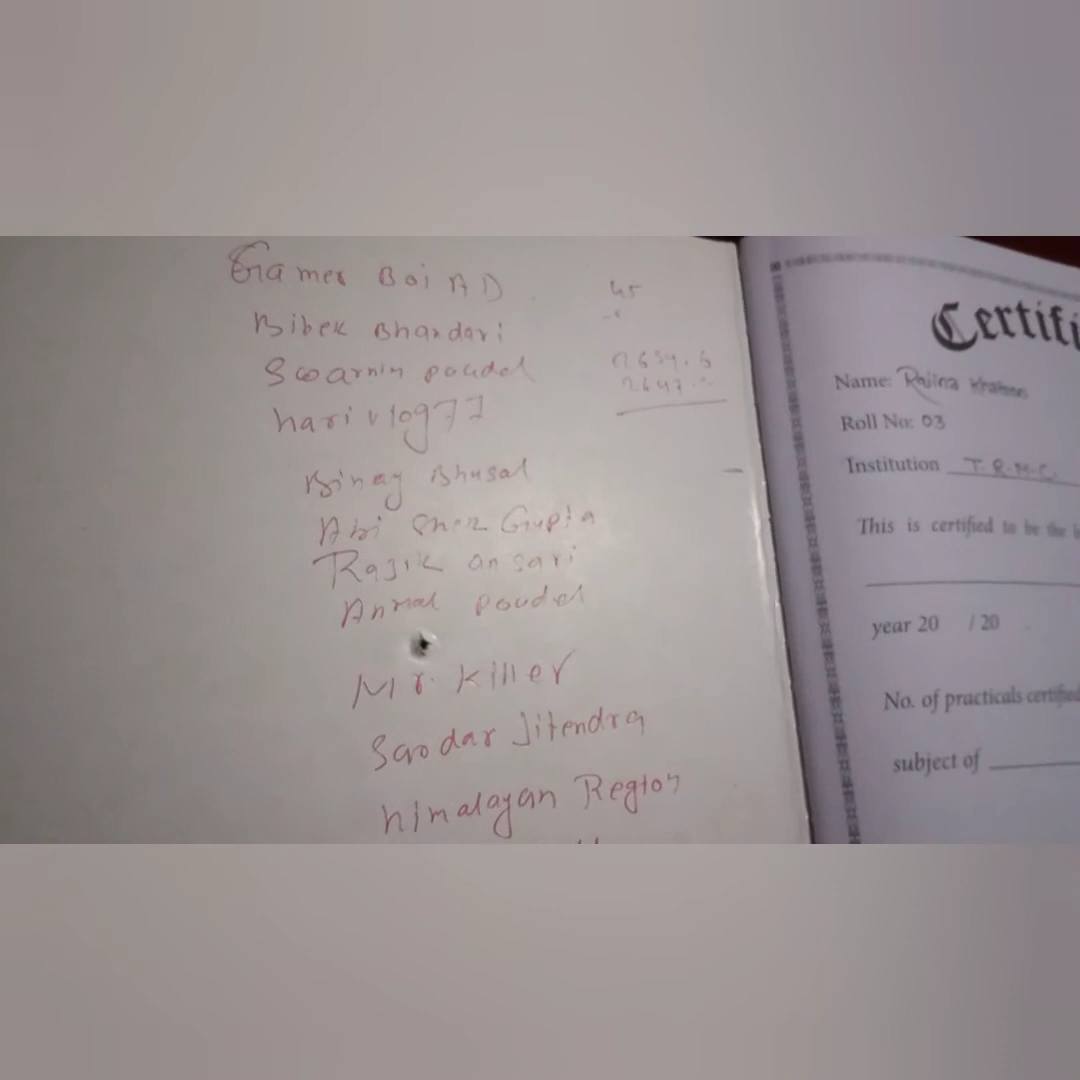 Gamer Boi AD
Bibek Bhandari
Swarnim poudel
hari vlog77
Binay Bhusal
Abi Gupta
Rajik ansari
Anmol poudel
Mr. Killer
Sardar Jitendra
himalayan Region
45
Certifi
Name: Rajina
Roll No: 03
Institution T.R.M.C.
This is certified to be the
year 20 / 20
No. of practicals certified
subject of